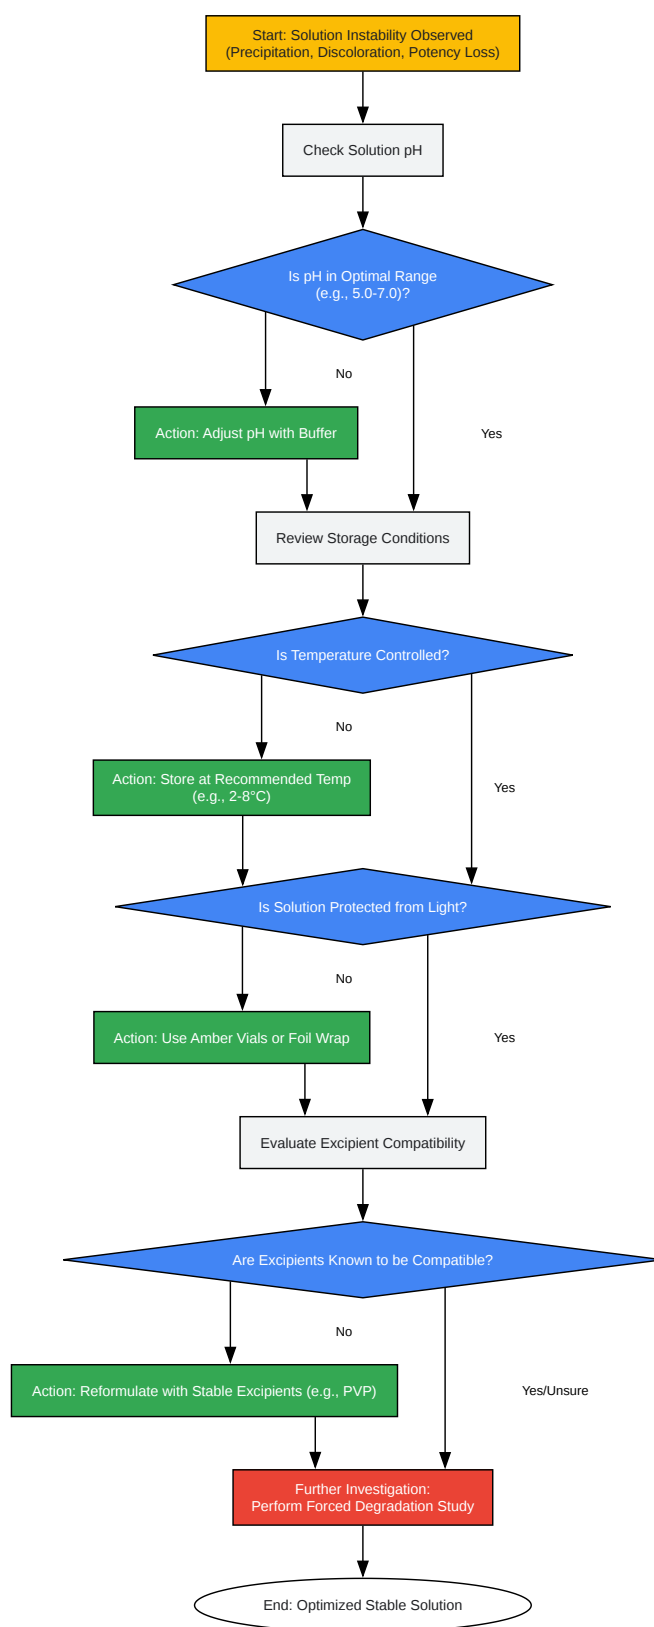 Start: Solution Instability Observed
(Precipitation, Discoloration, Potency Loss)
Check Solution pH
Is pH in Optimal Range
(e.g., 5.0-7.0)?
No
Action: Adjust pH with Buffer
Yes
Review Storage Conditions
Is Temperature Controlled?
No
Action: Store at Recommended Temp
(e.g., 2-8°C)
Yes
Is Solution Protected from Light?
No
Action: Use Amber Vials or Foil Wrap
Yes
Evaluate Excipient Compatibility
Are Excipients Known to be Compatible?
No
Action: Reformulate with Stable Excipients (e.g., PVP)
Yes/Unsure
Further Investigation:
Perform Forced Degradation Study
End: Optimized Stable Solution